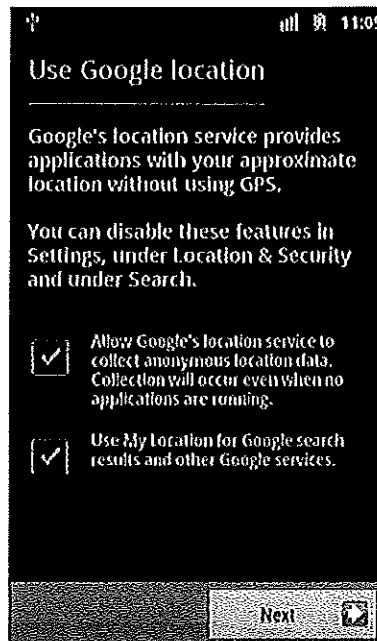 11:09
Use Google location
Google's location service provides
applications with your approximate
location without using GPS.
You can disable these features in
Settings, under Location & Security
and under Search.
Allow Google's location service to
collect anonymous location data.
Collection will occur even when no
applications are running.
Use My Location for Google search
results and other Google services.
Next